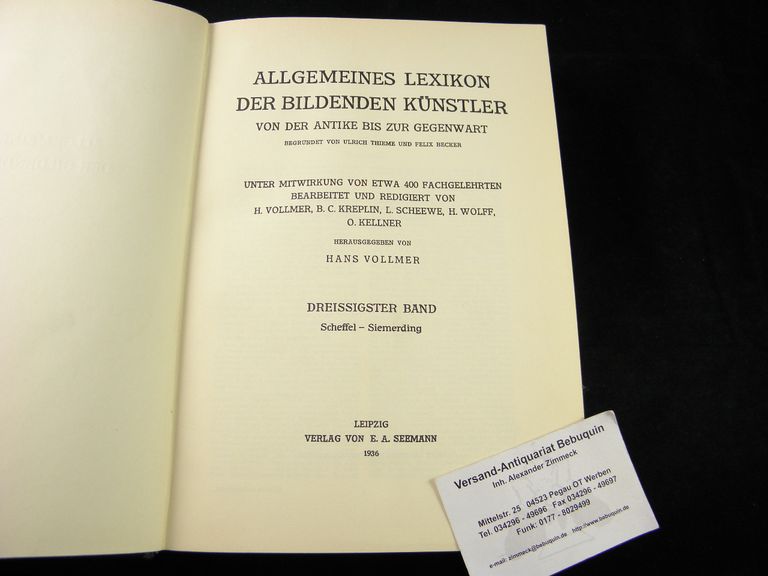 ALLGEMEINES LEXIKON
DER BILDENDEN KÜNSTLER
VON DER ANTIKE BIS ZUR GEGENWART
BEGRÜNDET VON ULRICH THIEME UND FELIX BECKER
UNTER MITWIRKUNG VON ETWA 400 FACHGELEHRTEN
BEARBEITET UND REDIGIERT VON
H. VOLLMER, B. C. KREPLIN, L. SCHEEWE, H. WOLFF,
O. KELLNER
HERAUSGEGEBEN VON
HANS VOLLMER
DREISSIGSTER BAND
Scheffel – Siemerding
LEIPZIG
VERLAG VON E. A. SEEMANN
1936
Versand-Antiquariat Bebuquin
Inh. Alexander Zimmeck
Mittelstr. 25 04523 Pegau OT Werben
Tel. 034296 - 49696 Fax 034296 - 49697
Funk: 0177 - 8029499
e-mail: zimmeck@bebuquin.de http://www.bebuquin.de